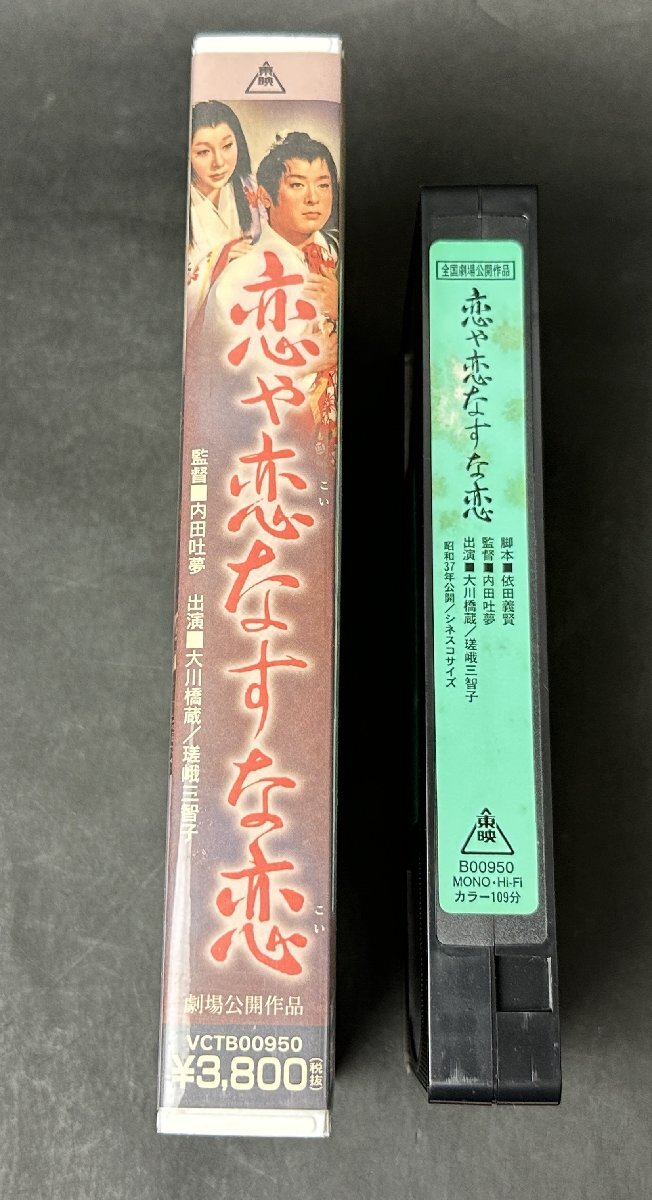 東映
恋や恋なすな恋
こい
こい
監督■内田吐夢 出演■大川橋蔵/瑳峨三智子
劇場公開作品
VCTB00950
¥3,800(税抜)
全国劇場公開作品
恋や恋なすな恋
脚本■依田義賢
監督■内田吐夢
出演■大川橋蔵/瑳峨三智子
昭和37年公開/シネスコサイズ
東映
B00950
MONO・Hi-Fi
カラー109分